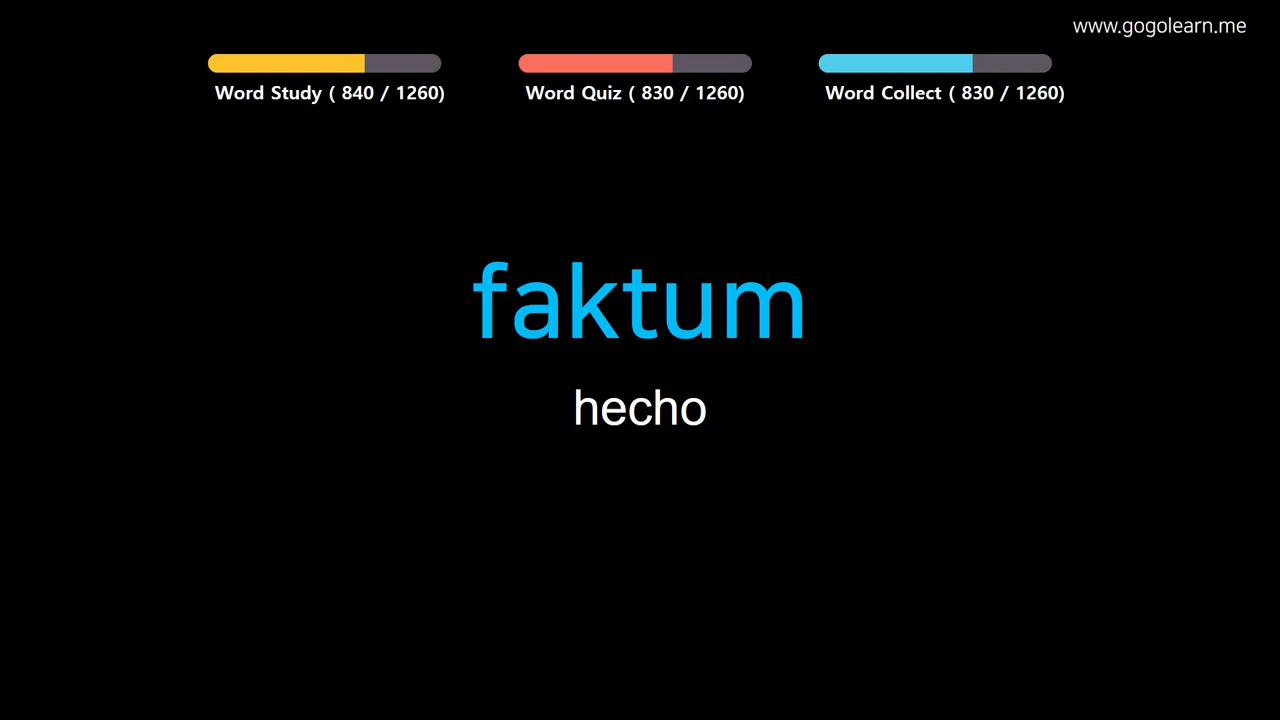 www.gogolearn.me
Word Study ( 840 / 1260)
Word Quiz ( 830 / 1260)
Word Collect ( 830 / 1260)
faktum
hecho